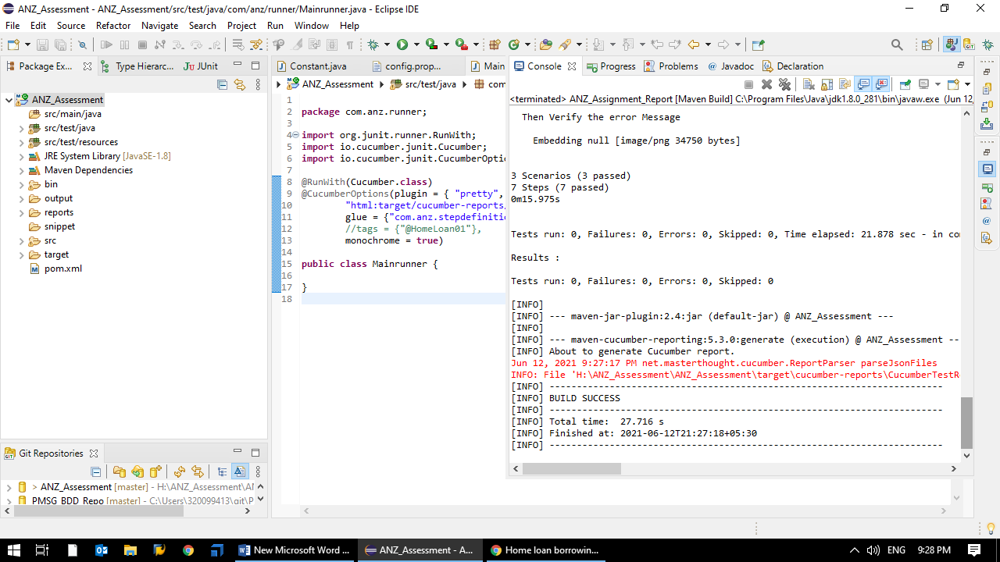 ANZ_Assessment - ANZ_Assessment/src/test/java/com/anz/runner/Mainrunner.java - Eclipse IDE
File Edit Source Refactor Navigate Search Project Run Window Help
Package Ex... Type Hierarc... JUnit
ANZ_Assessment
src/main/java
src/test/java
src/test/resources
JRE System Library [JavaSE-1.8]
Maven Dependencies
bin
output
reports
snippet
src
target
pom.xml
Git Repositories
> ANZ_Assessment [master] - H:\ANZ_Assessment\AN
PMSG_BDD_Repo [master] - C:\Users\320099413\git\P
Constant.java config.prop... Main
ANZ_Assessment src/test/java com
1
2 package com.anz.runner;
3
4 import org.junit.runner.RunWith;
5 import io.cucumber.junit.Cucumber;
6 import io.cucumber.junit.CucumberOptio
7
8 @RunWith(Cucumber.class)
9 @CucumberOptions(plugin = { "pretty",
10 "html:target/cucumber-reports/
11 glue = {"com.anz.stepdefinitio
12 //tags = {"@HomeLoan01"},
13 monochrome = true)
14
15 public class Mainrunner {
16
17 }
18
Console Progress Problems @ Javadoc Declaration
<terminated> ANZ_Assignment_Report [Maven Build] C:\Program Files\Java\jdk1.8.0_281\bin\javaw.exe (Jun 12,
Then Verify the error Message
Embedding null [image/png 34750 bytes]
3 Scenarios (3 passed)
7 Steps (7 passed)
0m15.975s
Tests run: 0, Failures: 0, Errors: 0, Skipped: 0, Time elapsed: 21.878 sec - in com
Results :
Tests run: 0, Failures: 0, Errors: 0, Skipped: 0
[INFO]
[INFO] --- maven-jar-plugin:2.4:jar (default-jar) @ ANZ_Assessment ---
[INFO]
[INFO] --- maven-cucumber-reporting:5.3.0:generate (execution) @ ANZ_Assessment --
[INFO] About to generate Cucumber report.
Jun 12, 2021 9:27:17 PM net.masterthought.cucumber.ReportParser parseJsonFiles
INFO: File 'H:\ANZ_Assessment\ANZ_Assessment\target\cucumber-reports\CucumberTestRe
[INFO] ------------------------------------------------------------------------
[INFO] BUILD SUCCESS
[INFO] ------------------------------------------------------------------------
[INFO] Total time:  27.716 s
[INFO] Finished at: 2021-06-12T21:27:18+05:30
[INFO] ------------------------------------------------------------------------
New Microsoft Word ... ANZ_Assessment - A... Home loan borrowin... ENG 9:28 PM